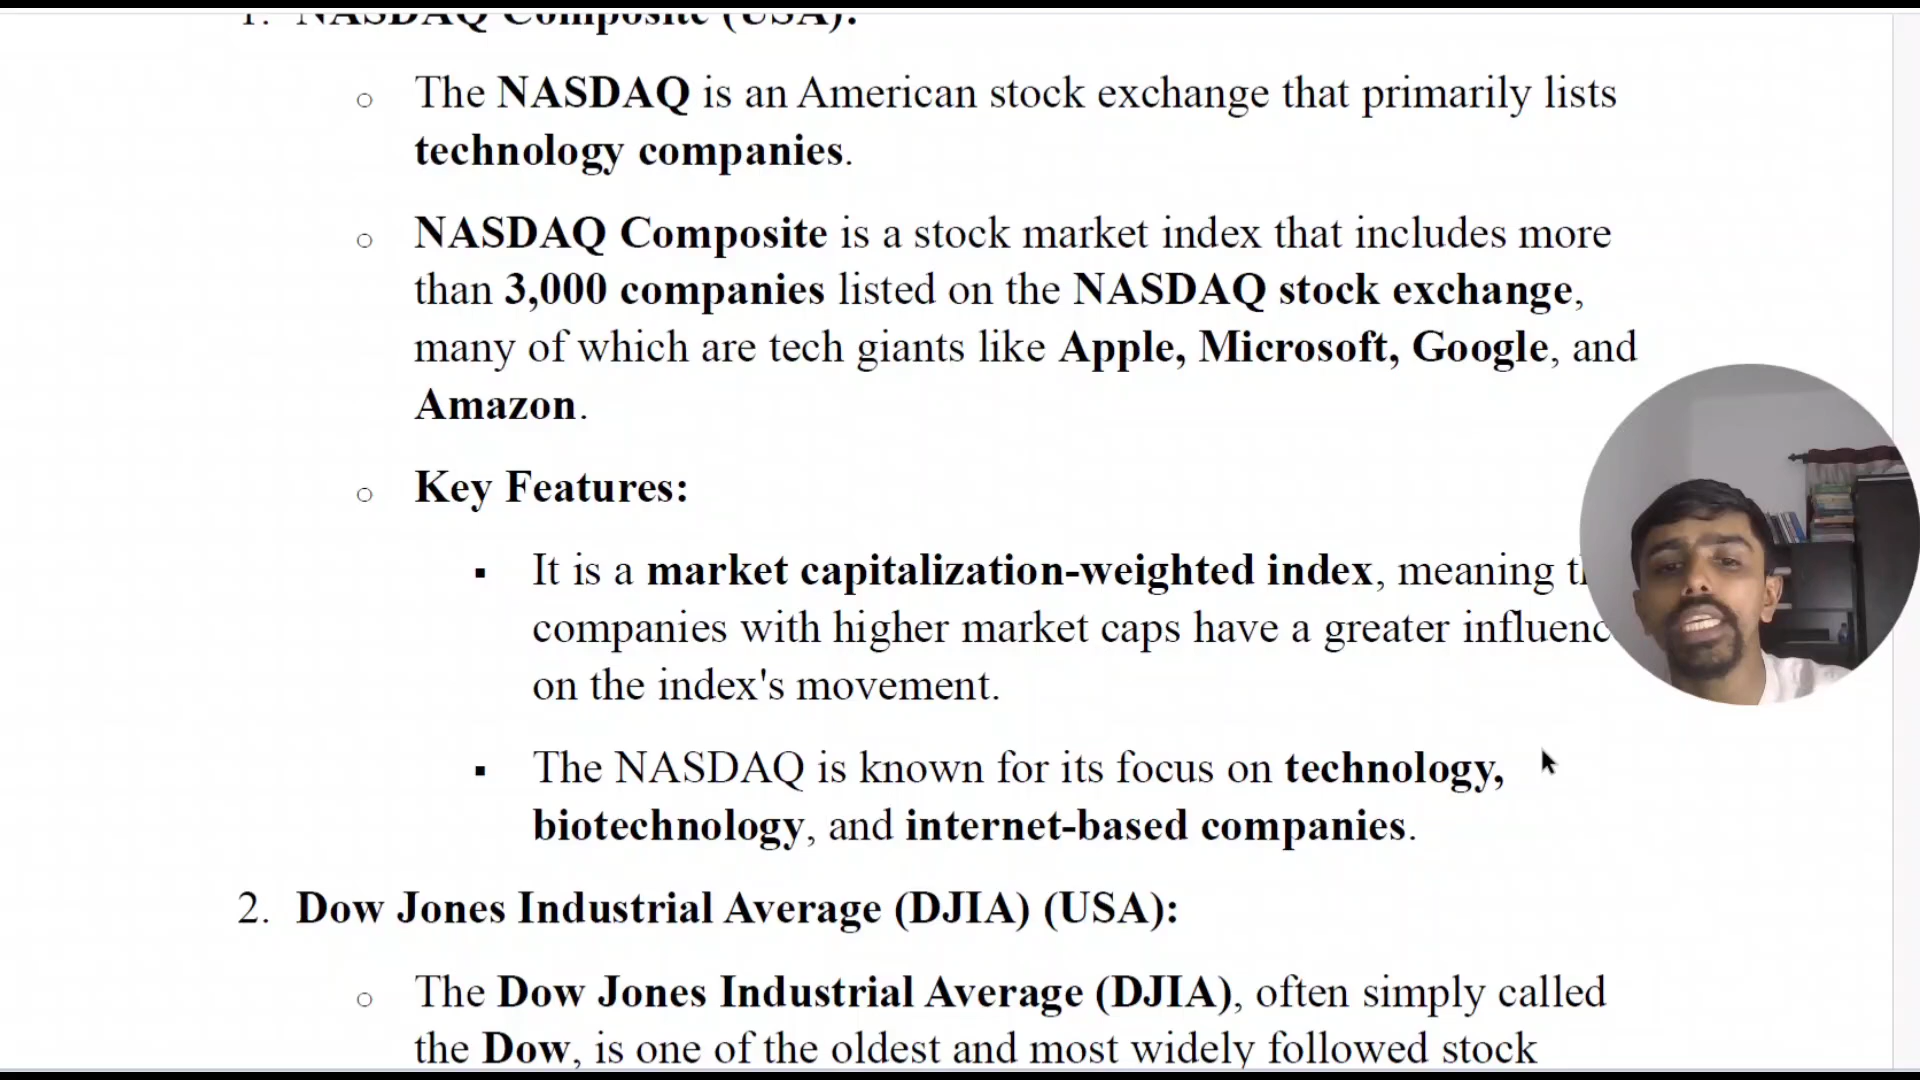 1. NASDAQ Composite (USA):
○ The NASDAQ is an American stock exchange that primarily lists
technology companies.
○ NASDAQ Composite is a stock market index that includes more
than 3,000 companies listed on the NASDAQ stock exchange,
many of which are tech giants like Apple, Microsoft, Google, and
Amazon.
○ Key Features:
▪ It is a market capitalization-weighted index, meaning
companies with higher market caps have a greater
on the index's movement.
▪ The NASDAQ is known for its focus on technology,
biotechnology, and internet-based companies.
2. Dow Jones Industrial Average (DJIA) (USA):
○ The Dow Jones Industrial Average (DJIA), often simply called
the Dow, is one of the oldest and most widely followed stock